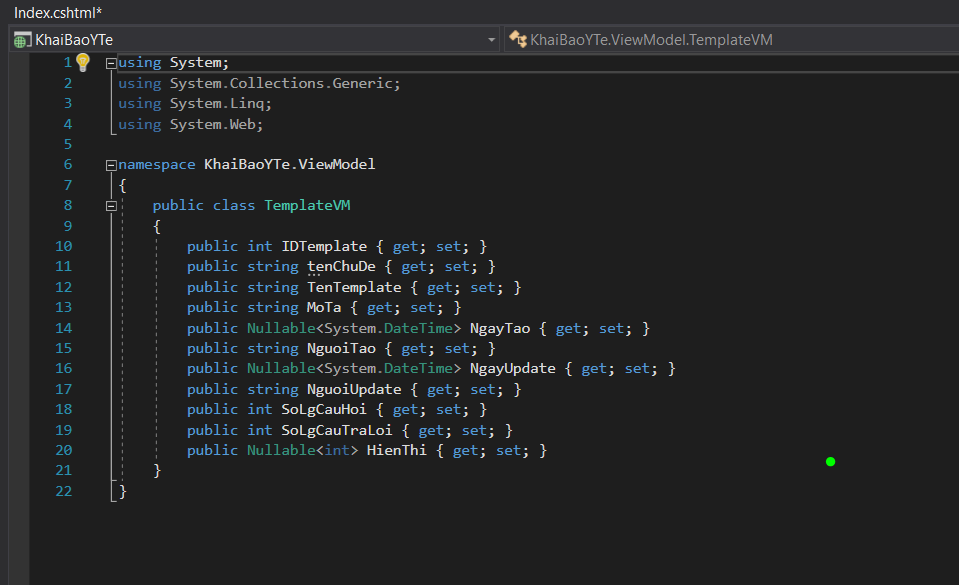 Index.cshtml*
KhaiBaoYTe KhaiBaoYTe.ViewModel.TemplateVM
1 using System;
2 using System.Collections.Generic;
3 using System.Linq;
4 using System.Web;
5
6 namespace KhaiBaoYTe.ViewModel
7 {
8 public class TemplateVM
9 {
10 public int IDTemplate { get; set; }
11 public string tenChuDe { get; set; }
12 public string TenTemplate { get; set; }
13 public string MoTa { get; set; }
14 public Nullable<System.DateTime> NgayTao { get; set; }
15 public string NguoiTao { get; set; }
16 public Nullable<System.DateTime> NgayUpdate { get; set; }
17 public string NguoiUpdate { get; set; }
18 public int SoLgCauHoi { get; set; }
19 public int SoLgCauTraLoi { get; set; }
20 public Nullable<int> HienThi { get; set; }
21 }
22 }